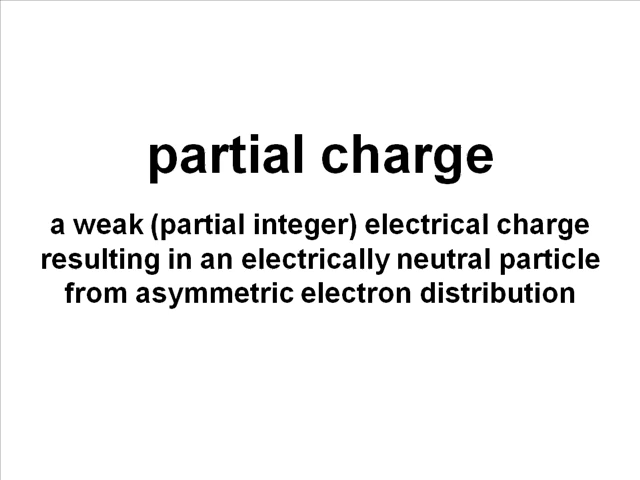 partial charge
a weak (partial integer) electrical charge
resulting in an electrically neutral particle
from asymmetric electron distribution